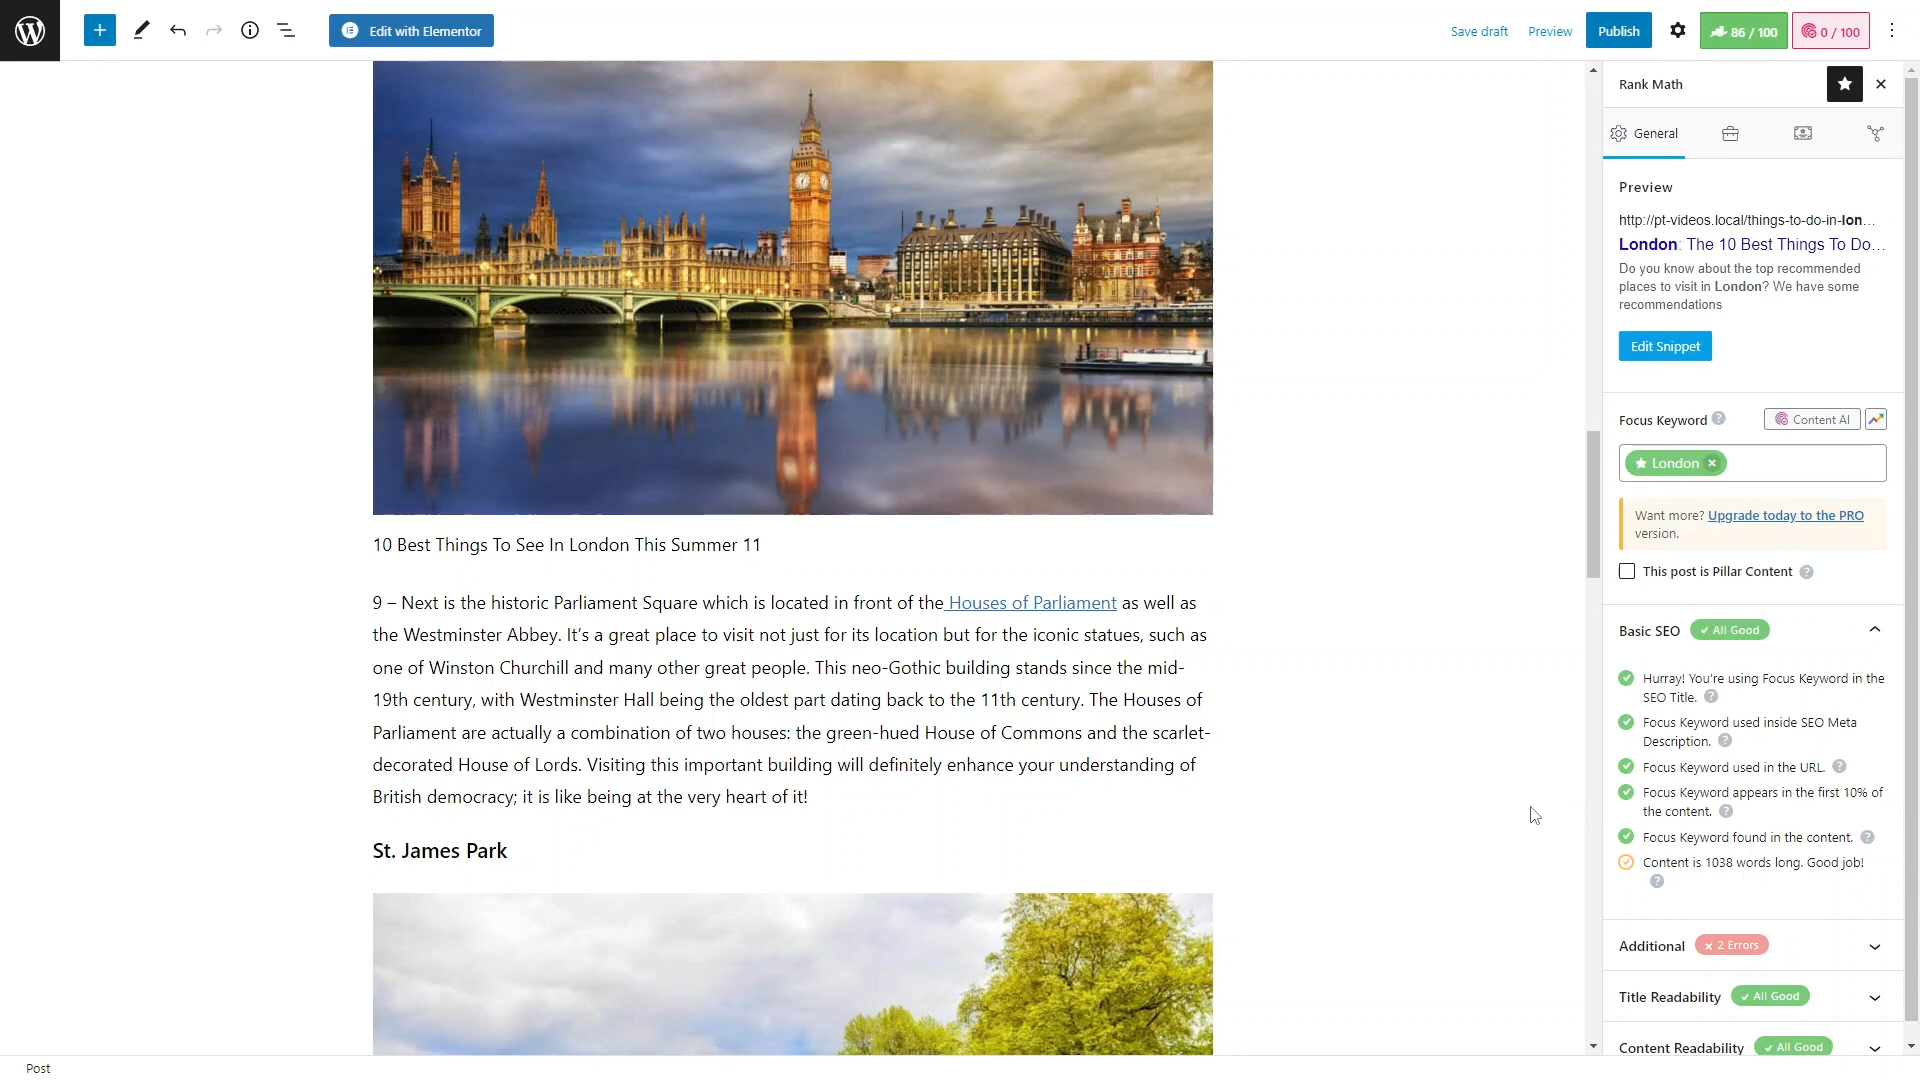 Edit with Elementor
Save draft
Preview
Publish
86 / 100
0 / 100
10 Best Things To See In London This Summer 11
9 – Next is the historic Parliament Square which is located in front of the Houses of Parliament as well as
the Westminster Abbey. It’s a great place to visit not just for its location but for the iconic statues, such as
one of Winston Churchill and many other great people. This neo-Gothic building stands since the mid-
19th century, with Westminster Hall being the oldest part dating back to the 11th century. The Houses of
Parliament are actually a combination of two houses: the green-hued House of Commons and the scarlet-
decorated House of Lords. Visiting this important building will definitely enhance your understanding of
British democracy; it is like being at the very heart of it!
St. James Park
Rank Math
General
Preview
http://pt-videos.local/things-to-do-in-lon...
London: The 10 Best Things To Do...
Do you know about the top recommended
places to visit in London? We have some
recommendations
Edit Snippet
Focus Keyword
Content AI
London
Want more? Upgrade today to the PRO
version.
This post is Pillar Content
Basic SEO All Good
Hurray! You're using Focus Keyword in the
SEO Title.
Focus Keyword used inside SEO Meta
Description.
Focus Keyword used in the URL.
Focus Keyword appears in the first 10% of
the content.
Focus Keyword found in the content.
Content is 1038 words long. Good job!
Additional × 2 Errors
Title Readability All Good
Content Readability All Good
Post